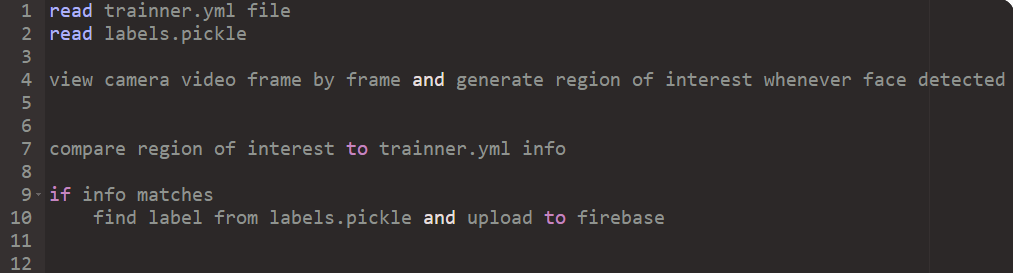 1 read trainner.yml file
2 read labels.pickle
3
4 view camera video frame by frame and generate region of interest whenever face detected
5
6
7 compare region of interest to trainner.yml info
8
9 if info matches
10 find label from labels.pickle and upload to firebase
11
12